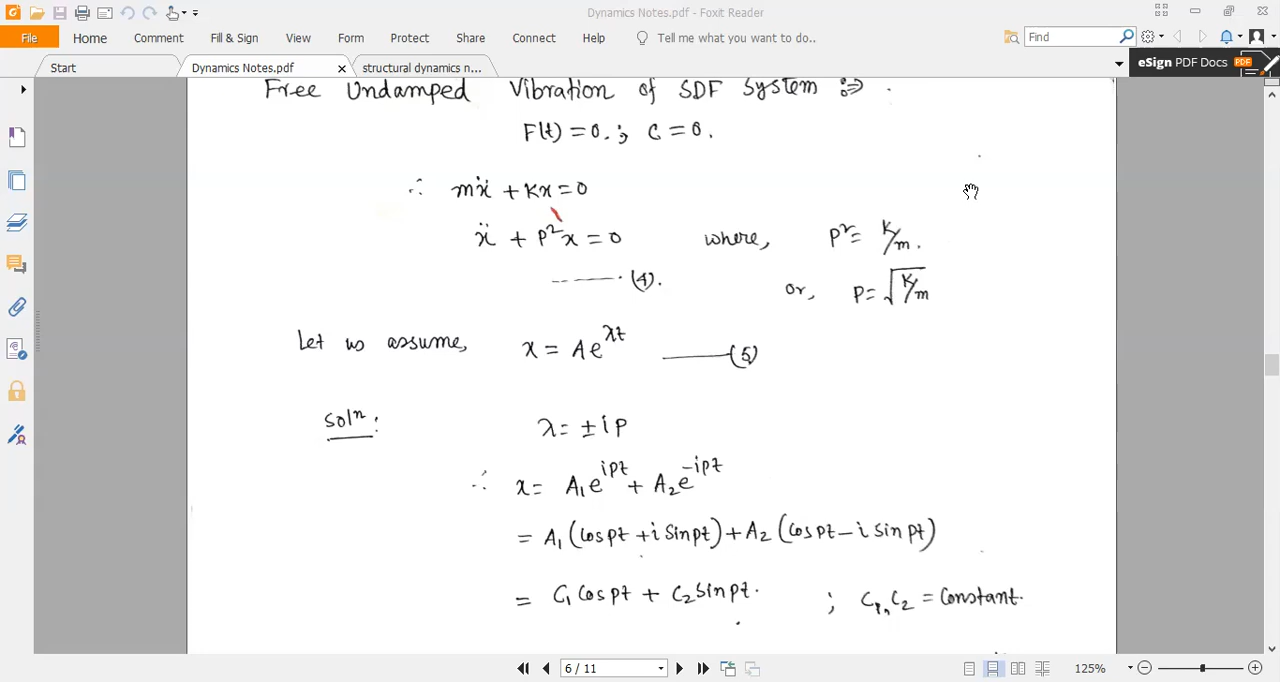 Dynamics Notes.pdf - Foxit Reader
File Home Comment Fill & Sign View Form Protect Share Connect Help Tell me what you want to do.. Find
Start Dynamics Notes.pdf structural dynamics n... eSign PDF Docs PDF
Free Undamped Vibration of SDF System :⇒
F(t) = 0. ; C = 0.
∴ mẍ + Kx = 0
ẍ + P²x = 0 where, P² = K/m.
------- (4). or, P = √K/m
Let us assume, x = Ae^λt ——— (5)
Solⁿ: λ = ± i P
∴ x = A₁e^ipt + A₂e^-ipt
= A₁ (Cos pt + i Sin pt) + A₂ (Cos pt – i Sin pt)
= C₁ Cos pt + C₂ Sin pt. ; C₁, C₂ = Constant.
6 / 11 125%